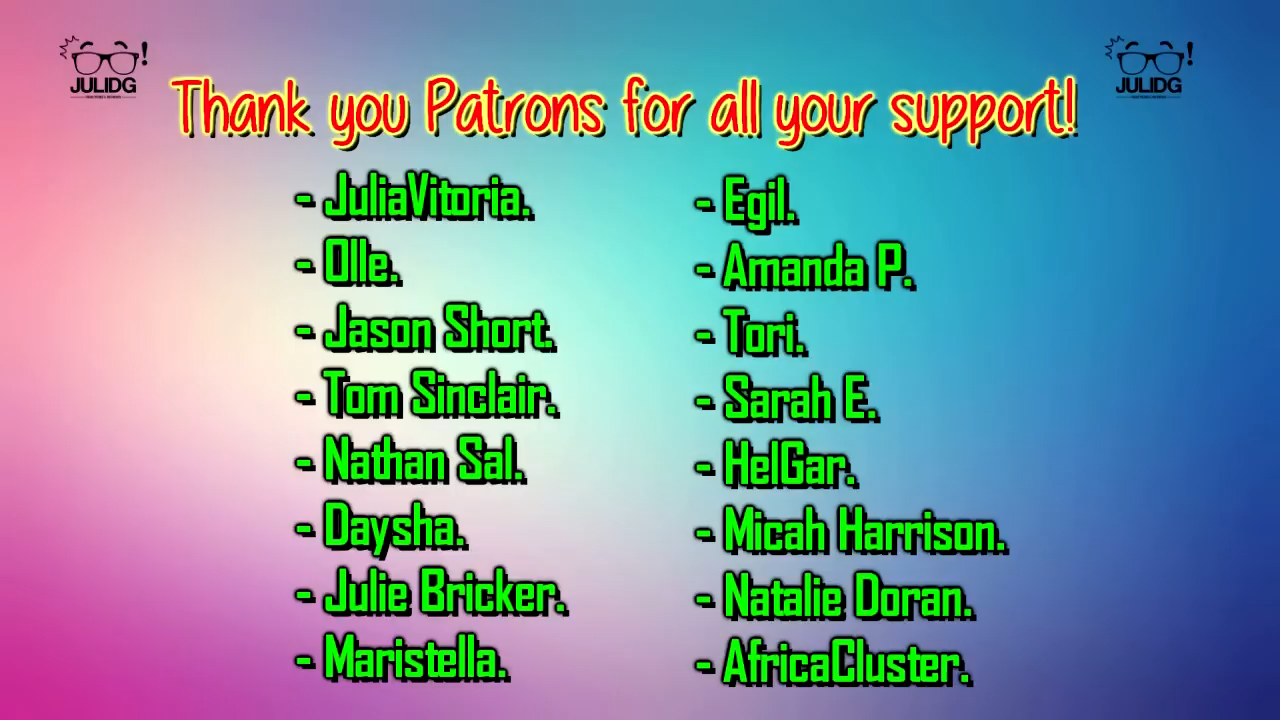 JULIDG
JULIDG
Thank you Patrons for all your support!
- JuliaVitoria.
- Olle.
- Jason Short.
- Tom Sinclair.
- Nathan Sal.
- Daysha.
- Julie Bricker.
- Maristella.
- Egil.
- Amanda P.
- Tori.
- Sarah E.
- HelGar.
- Micah Harrison.
- Natalie Doran.
- AfricaCluster.